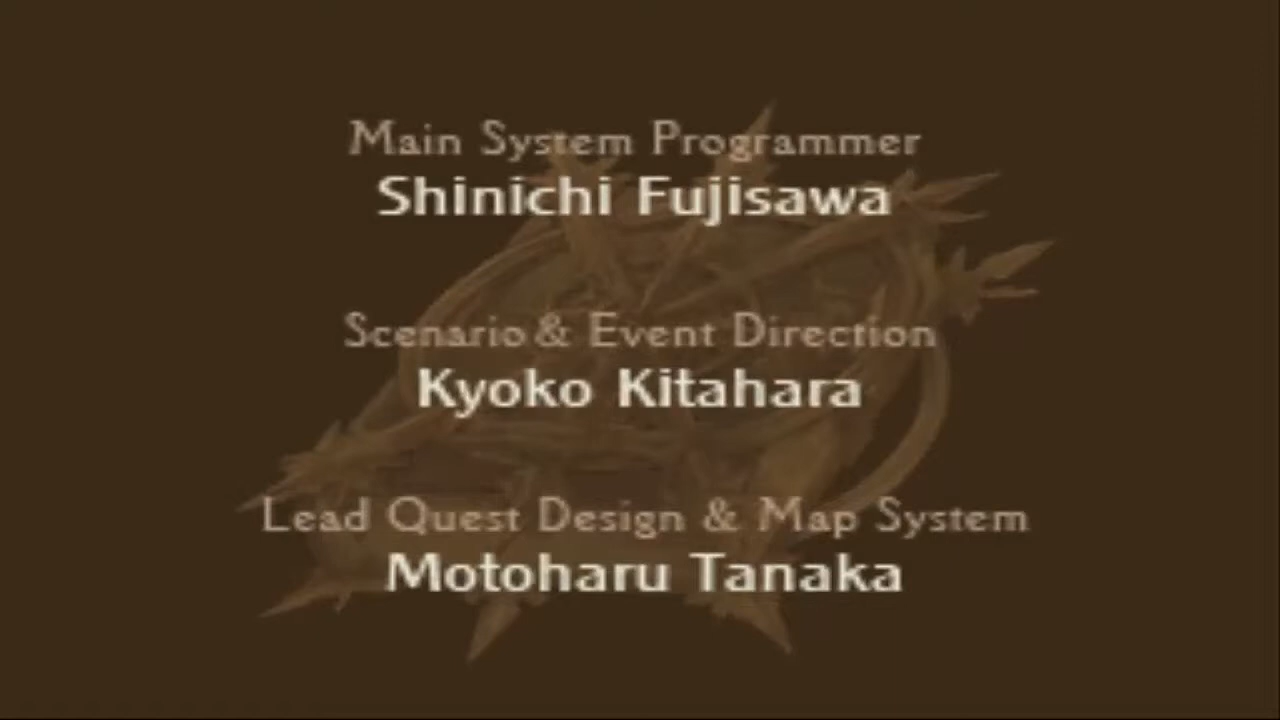 Main System Programmer
Shinichi Fujisawa
Scenario & Event Direction
Kyoko Kitahara
Lead Quest Design & Map System
Motoharu Tanaka